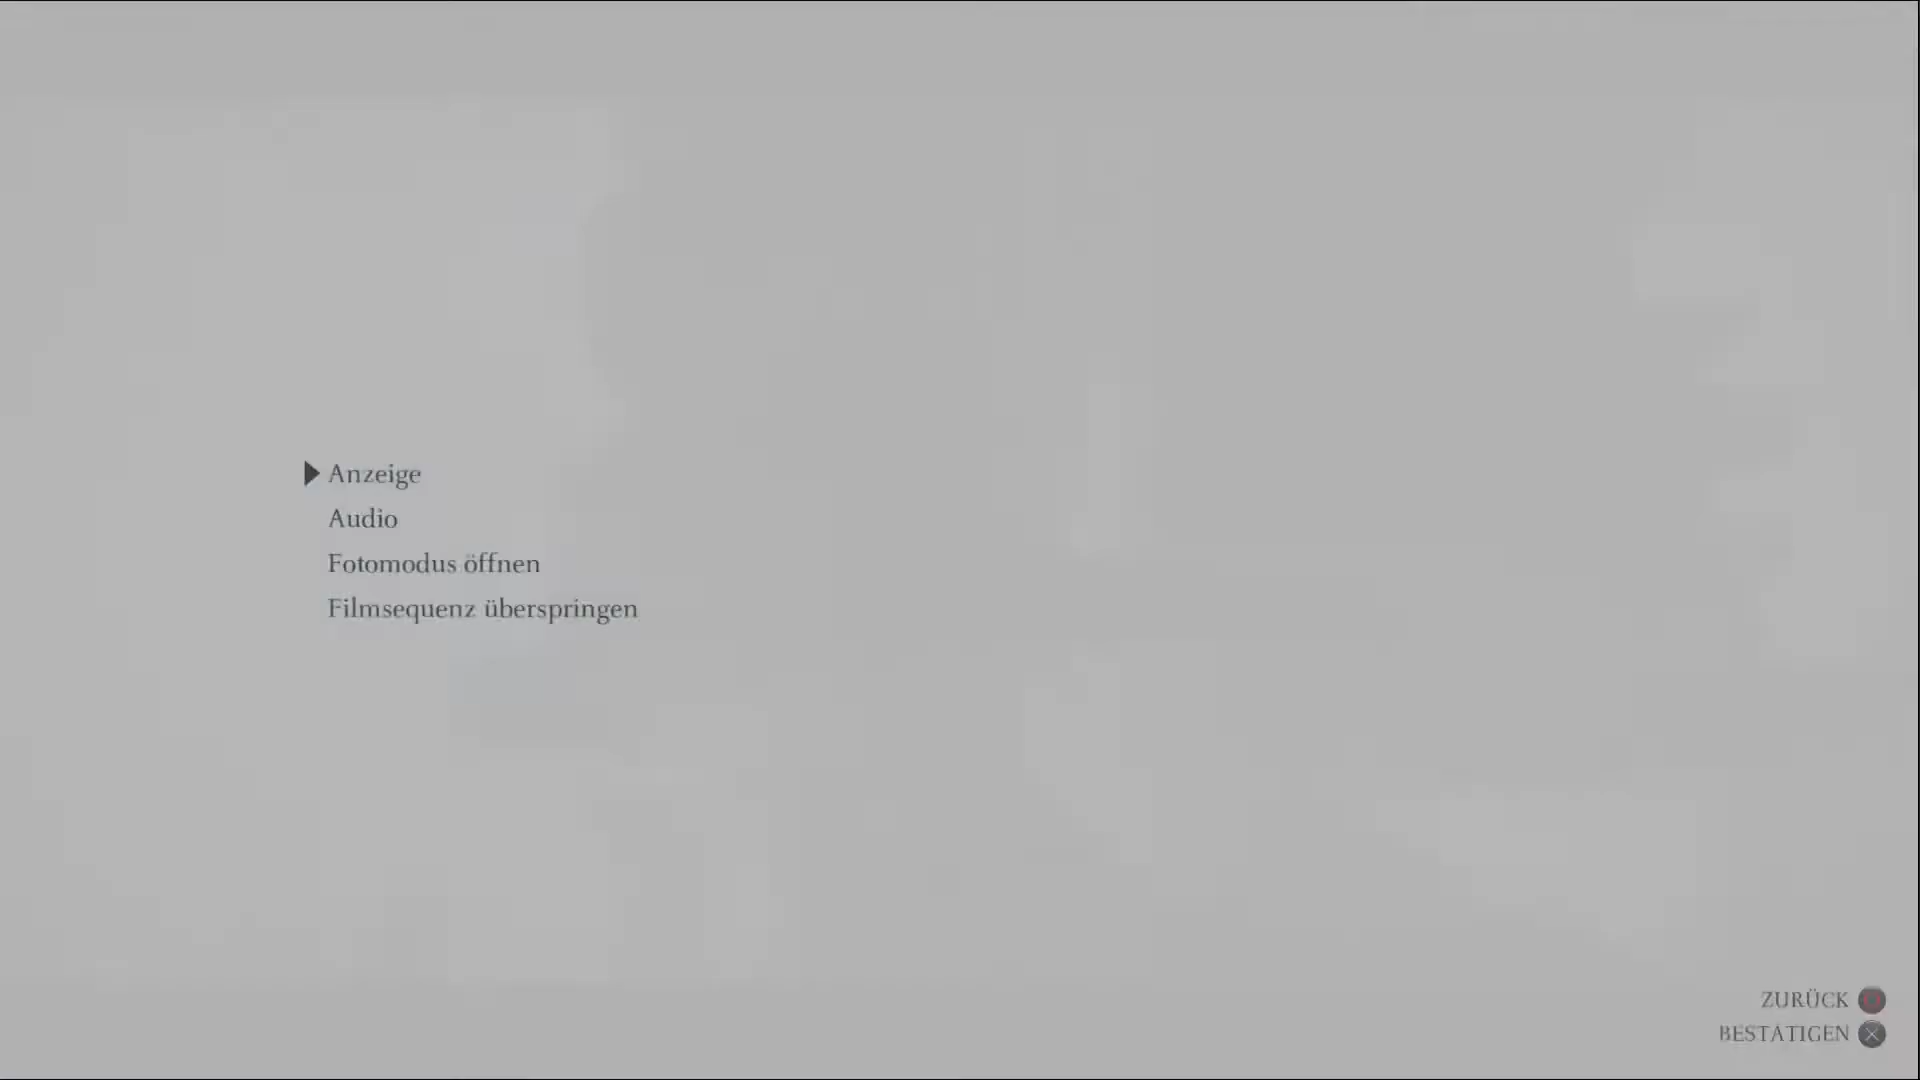 Anzeige
Audio
Fotomodus öffnen
Filmsequenz überspringen
ZURÜCK
BESTÄTIGEN